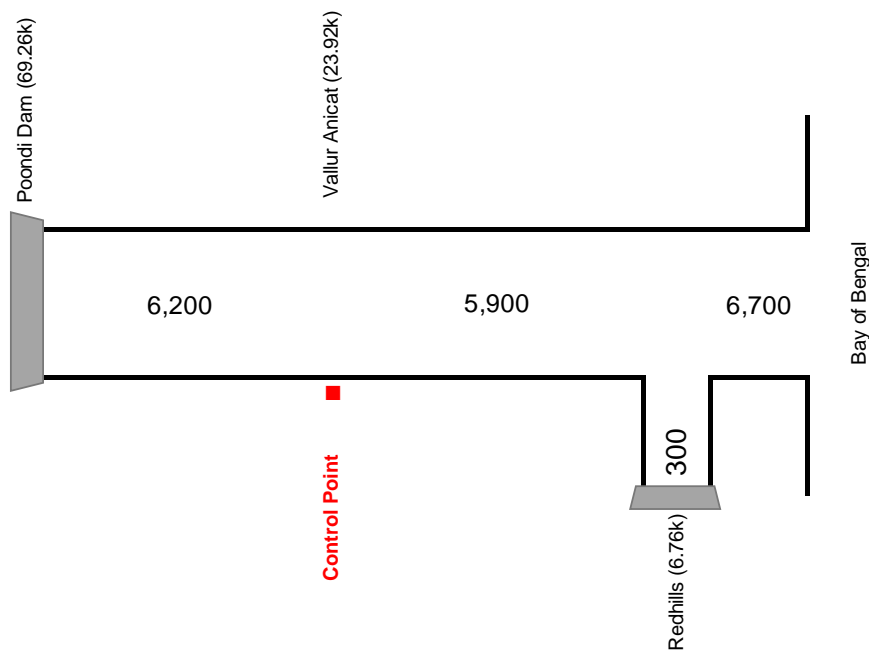 Poondi Dam (69.26k)
Vallur Anicat (23.92k)
6,200
5,900
6,700
Bay of Bengal
300
Control Point
Redhills (6.76k)